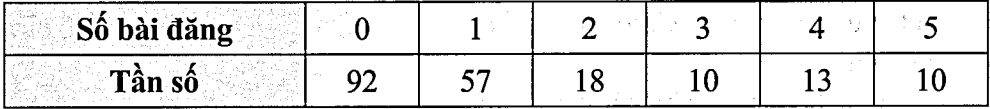 Số bài đăng 0 1 2 3 4 5
Tần số 92 57 18 10 13 10